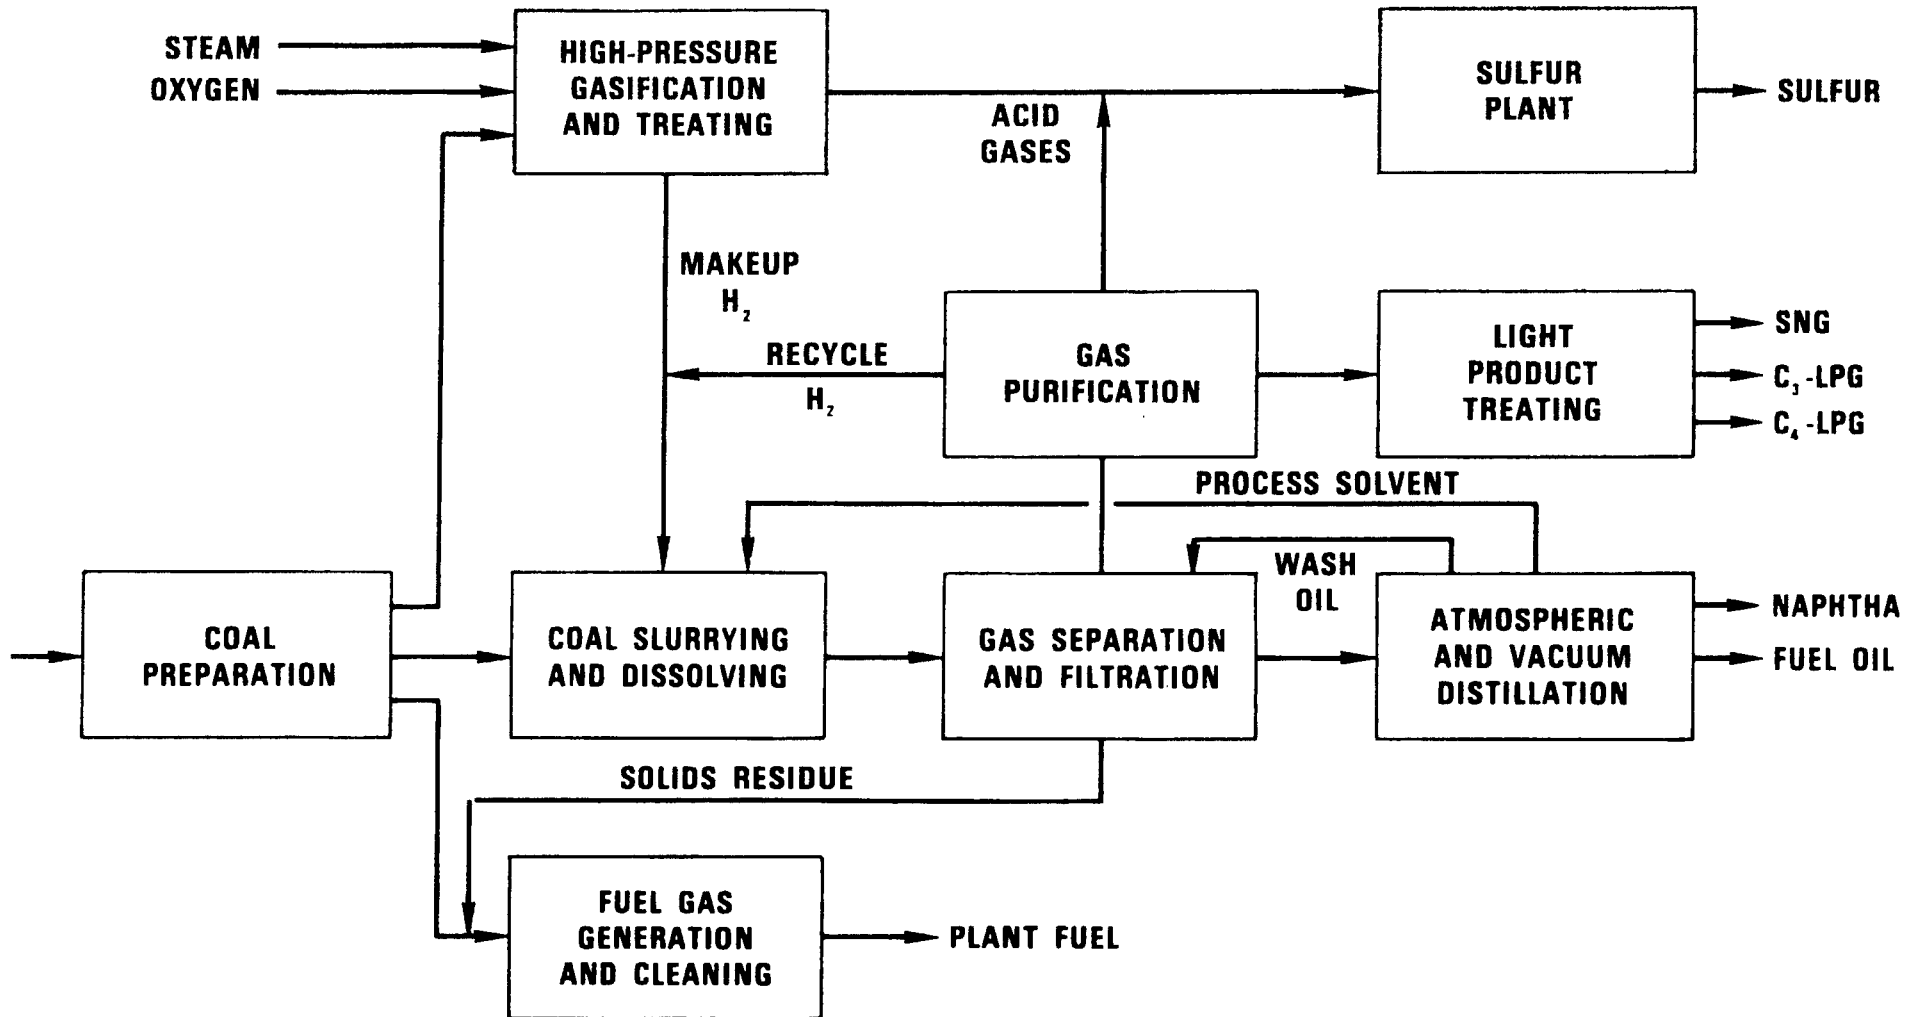 STEAM
OXYGEN
HIGH-PRESSURE
GASIFICATION
AND TREATING
ACID
GASES
SULFUR
PLANT
SULFUR
MAKEUP
H₂
RECYCLE
H₂
GAS
PURIFICATION
LIGHT
PRODUCT
TREATING
SNG
C₃-LPG
C₄-LPG
PROCESS SOLVENT
WASH
OIL
COAL
PREPARATION
COAL SLURRYING
AND DISSOLVING
GAS SEPARATION
AND FILTRATION
ATMOSPHERIC
AND VACUUM
DISTILLATION
NAPHTHA
FUEL OIL
SOLIDS RESIDUE
FUEL GAS
GENERATION
AND CLEANING
PLANT FUEL